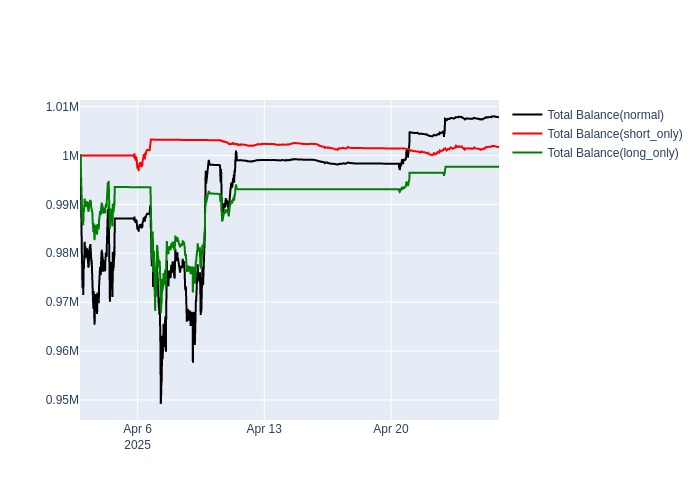 1.01M
1M
0.99M
0.98M
0.97M
0.96M
0.95M
Apr 6
2025
Apr 13
Apr 20
Total Balance(normal)
Total Balance(short_only)
Total Balance(long_only)